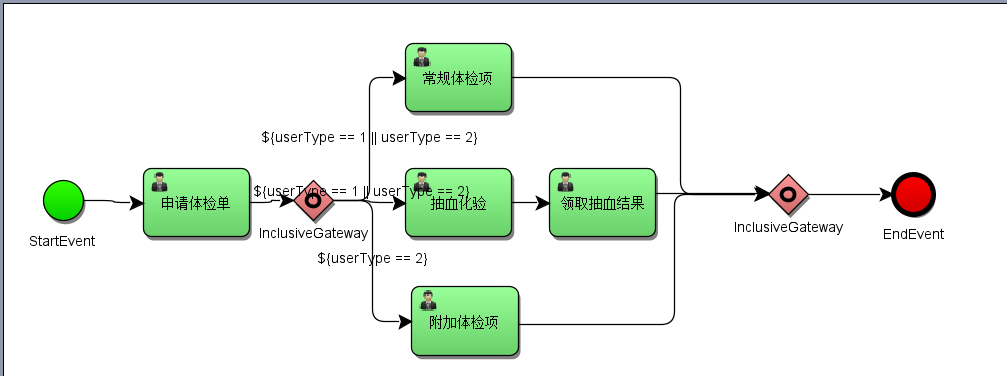 常规体检项
${userType == 1 || userType == 2}
申请体检单
${userType == 1 || userType == 2}
抽血化验
领取抽血结果
StartEvent
InclusiveGateway
InclusiveGateway
EndEvent
${userType == 2}
附加体检项